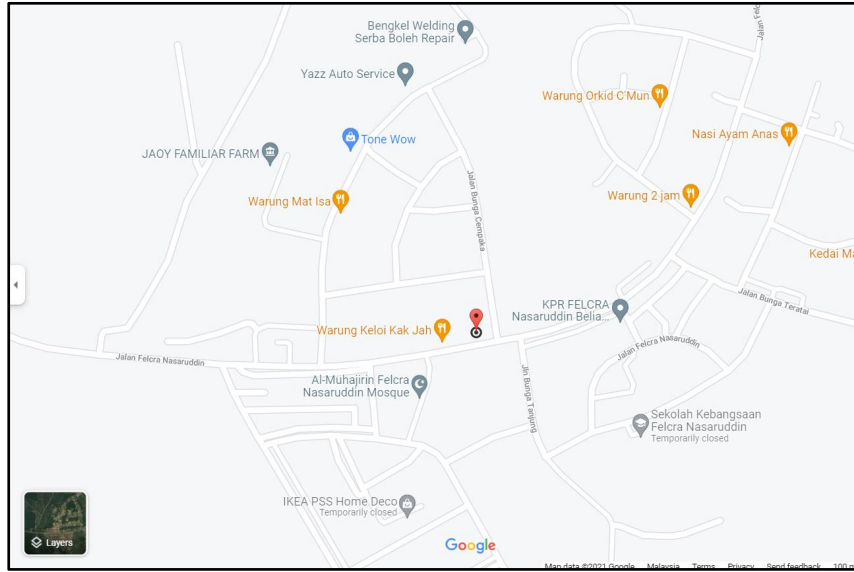 Bengkel Welding
Serba Boleh Repair
Jalan Felc
Yazz Auto Service
Warung Orkid C'Mun
Nasi Ayam Anas
Tone Wow
JAOY FAMILIAR FARM
Warung Mat Isa
Jalan Bunga Cempaka
Warung 2 jam
Kedai Ma
KPR FELCRA
Nasaruddin Belia...
Jalan Bunga Teratai
Warung Keloi Kak Jah
Jalan Felcra Nasaruddin
Jalan Felcra Nasaruddin
Al-Muhajirin Felcra
Nasaruddin Mosque
Jln Bunga Tanjung
Sekolah Kebangsaan
Felcra Nasaruddin
Temporarily closed
IKEA PSS Home Deco
Temporarily closed
Layers
Google
Map data ©2021 Google Malaysia Terms Privacy Send feedback 100 m